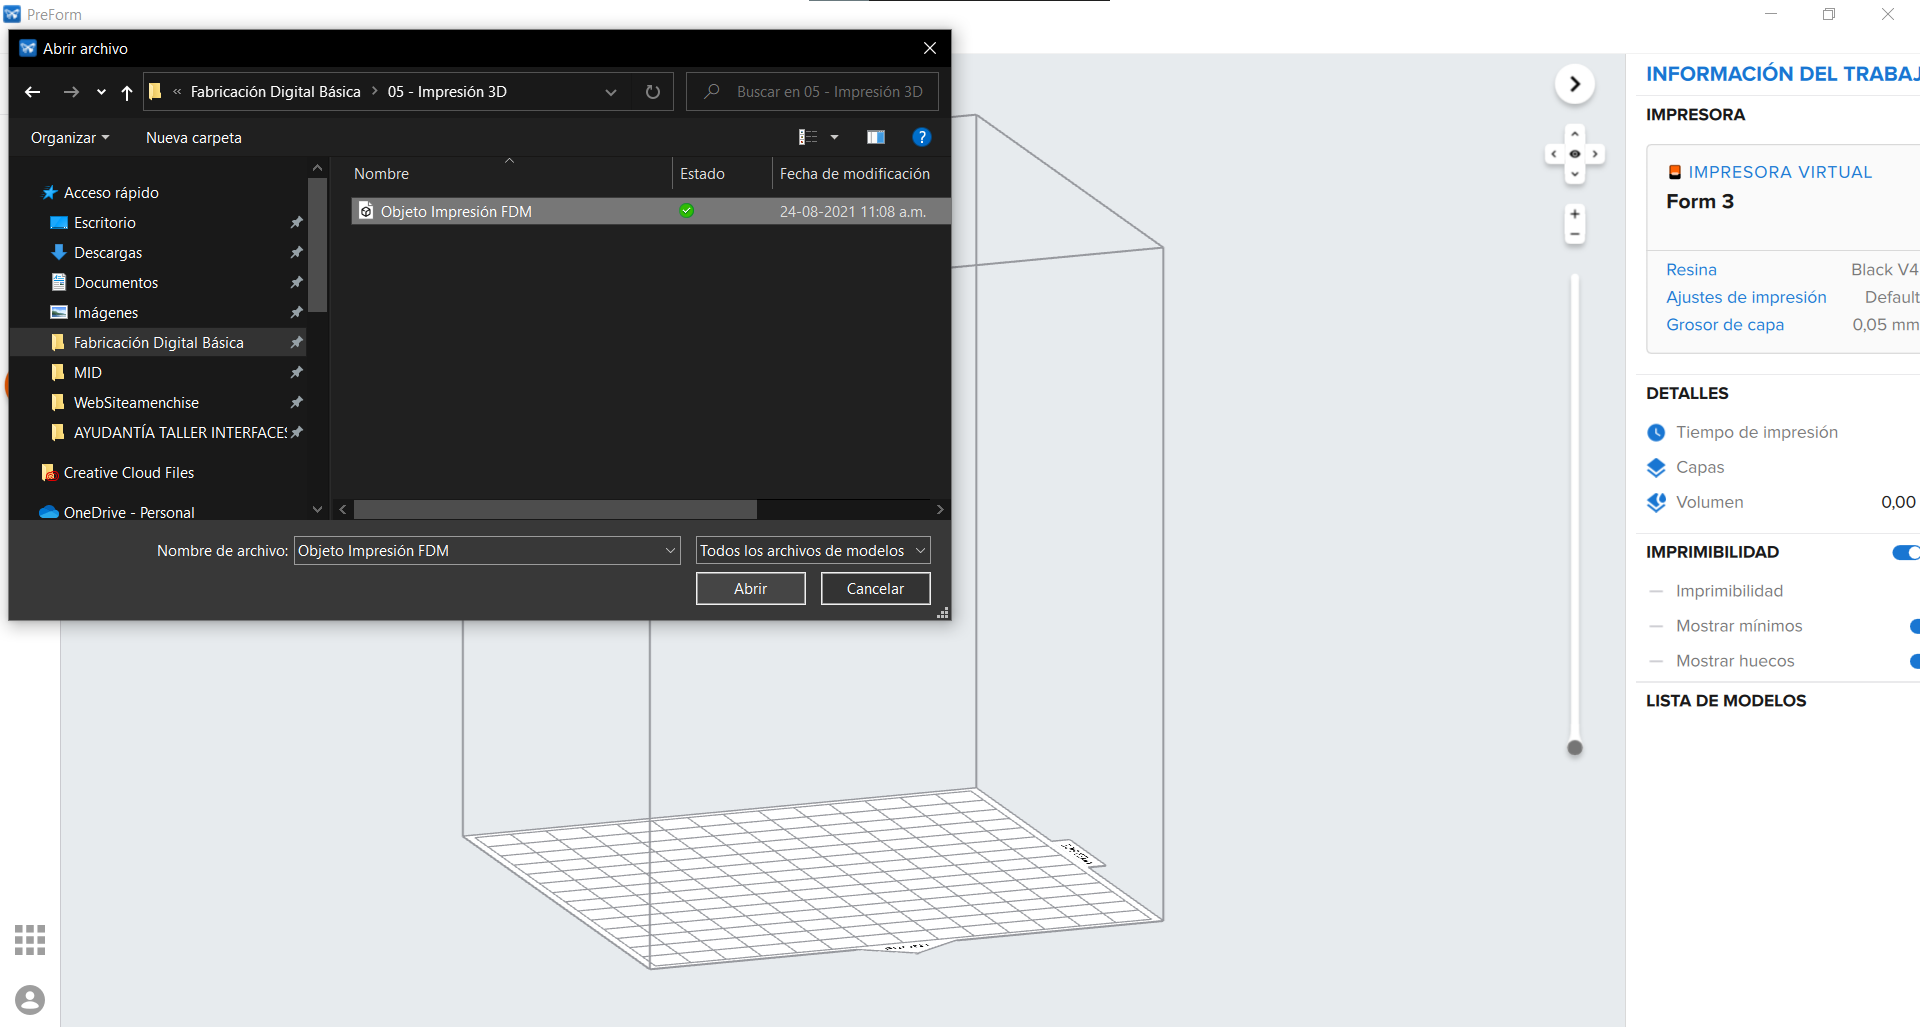 PreForm
Abrir archivo
« Fabricación Digital Básica > 05 - Impresión 3D
Buscar en 05 - Impresión 3D
Organizar
Nueva carpeta
?
Nombre
Estado
Fecha de modificación
Acceso rápido
Escritorio
Descargas
Documentos
Imágenes
Fabricación Digital Básica
MID
WebSiteamenchise
AYUDANTÍA TALLER INTERFACES
Creative Cloud Files
OneDrive - Personal
Objeto Impresión FDM
24-08-2021 11:08 a.m.
Nombre de archivo:
Objeto Impresión FDM
Todos los archivos de modelos
Abrir
Cancelar
INFORMACIÓN DEL TRABAJ
IMPRESORA
IMPRESORA VIRTUAL
Form 3
Resina
Black V4
Ajustes de impresión
Default
Grosor de capa
0,05 mm
DETALLES
Tiempo de impresión
Capas
Volumen
0,00
IMPRIMIBILIDAD
Imprimibilidad
Mostrar mínimos
Mostrar huecos
LISTA DE MODELOS